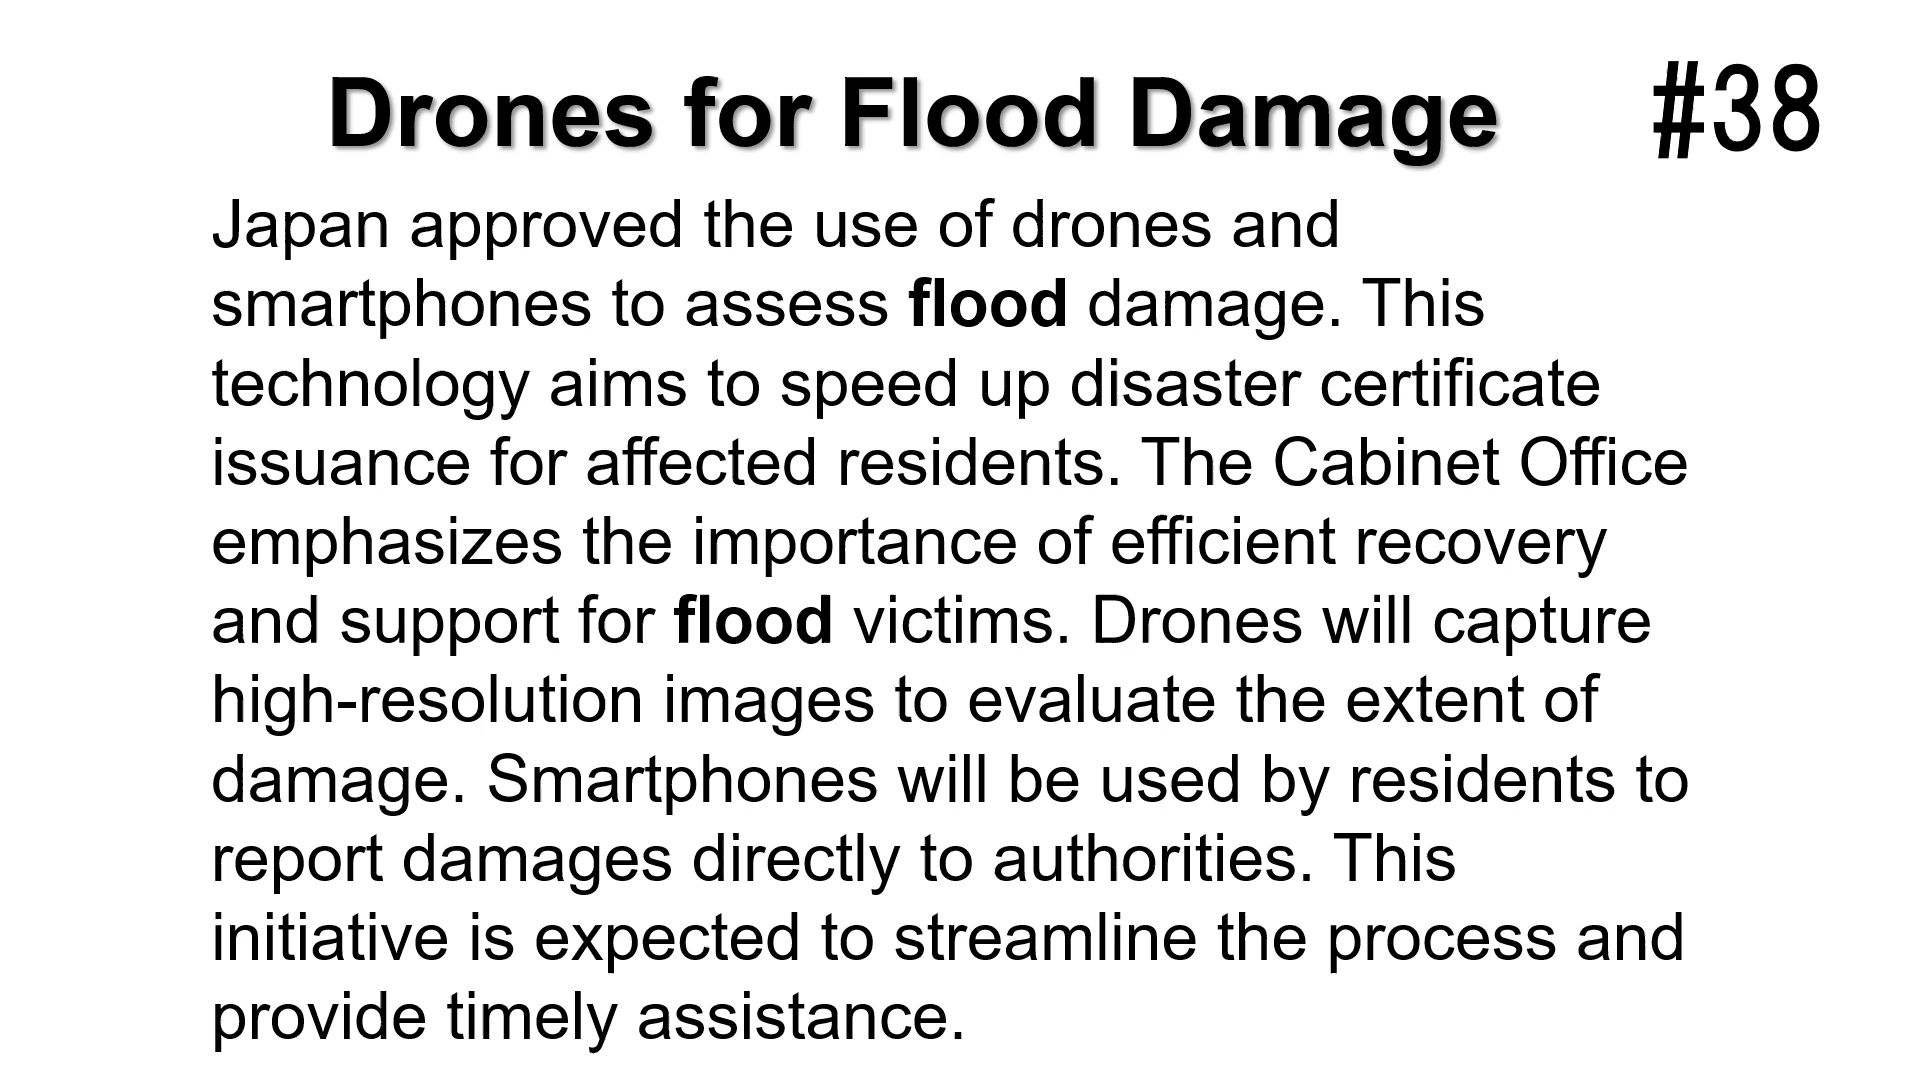 Drones for Flood Damage
#38
Japan approved the use of drones and
smartphones to assess flood damage. This
technology aims to speed up disaster certificate
issuance for affected residents. The Cabinet Office
emphasizes the importance of efficient recovery
and support for flood victims. Drones will capture
high-resolution images to evaluate the extent of
damage. Smartphones will be used by residents to
report damages directly to authorities. This
initiative is expected to streamline the process and
provide timely assistance.